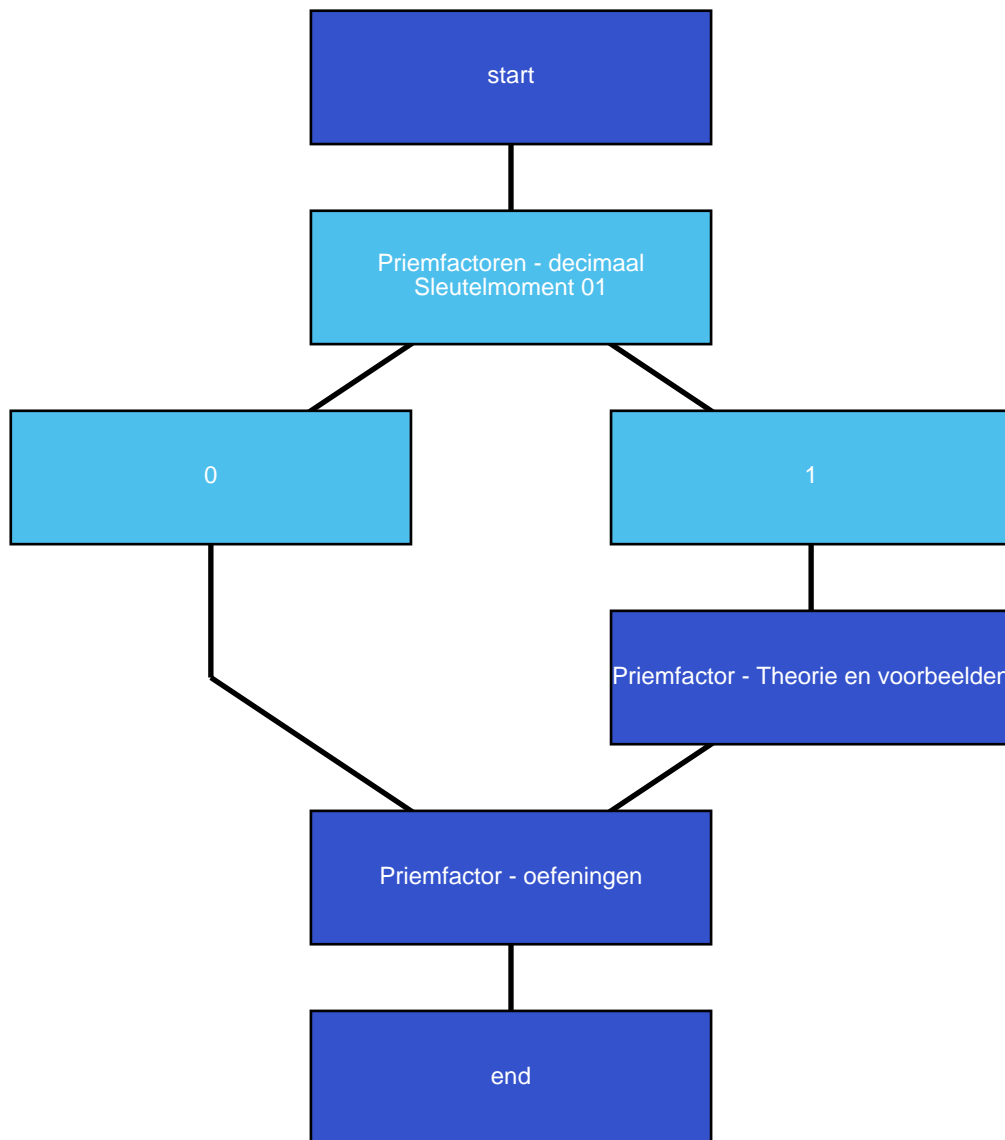 start
Priemfactoren - decimaal
Sleutelmoment 01
0
1
Priemfactor - Theorie en voorbeelden
Priemfactor - oefeningen
end